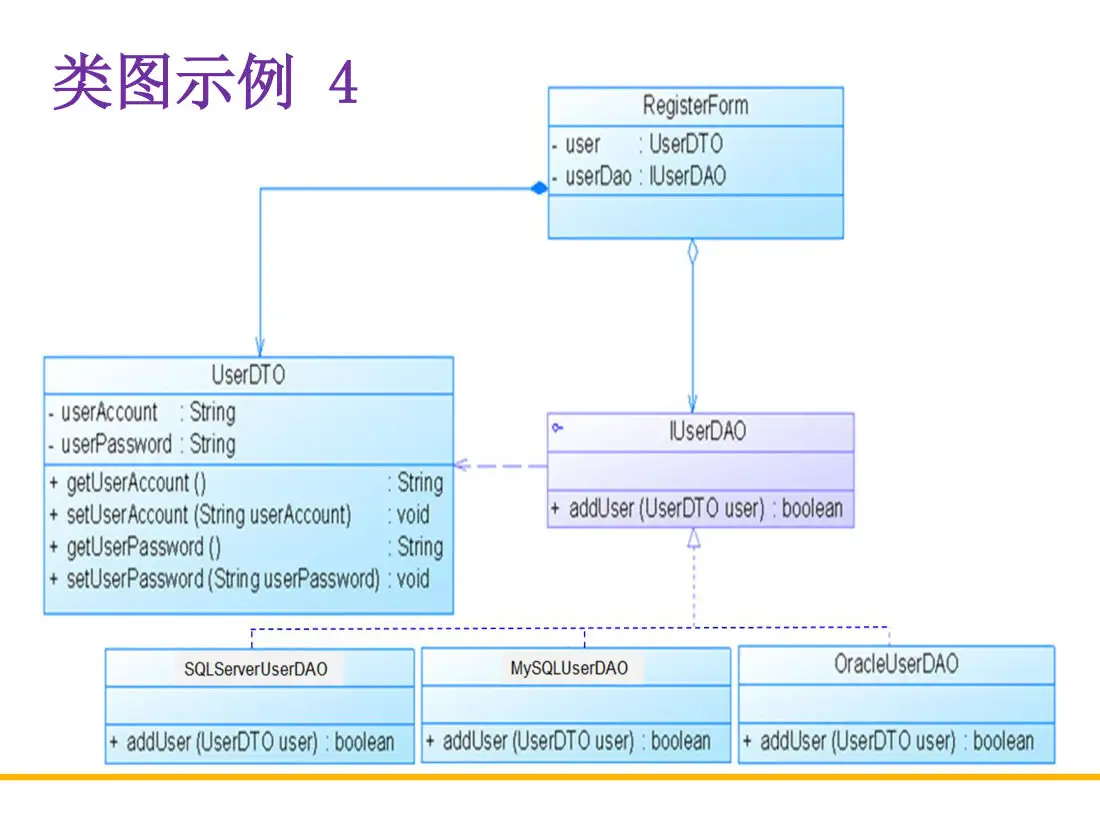 类图示例 4
RegisterForm
- user : UserDTO
- userDao : IUserDAO
UserDTO
- userAccount : String
- userPassword : String
+ getUserAccount () : String
+ setUserAccount (String userAccount) : void
+ getUserPassword () : String
+ setUserPassword (String userPassword) : void
IUserDAO
+ addUser (UserDTO user) : boolean
SQLServerUserDAO
+ addUser (UserDTO user) : boolean
MySQLUserDAO
+ addUser (UserDTO user) : boolean
OracleUserDAO
+ addUser (UserDTO user) : boolean